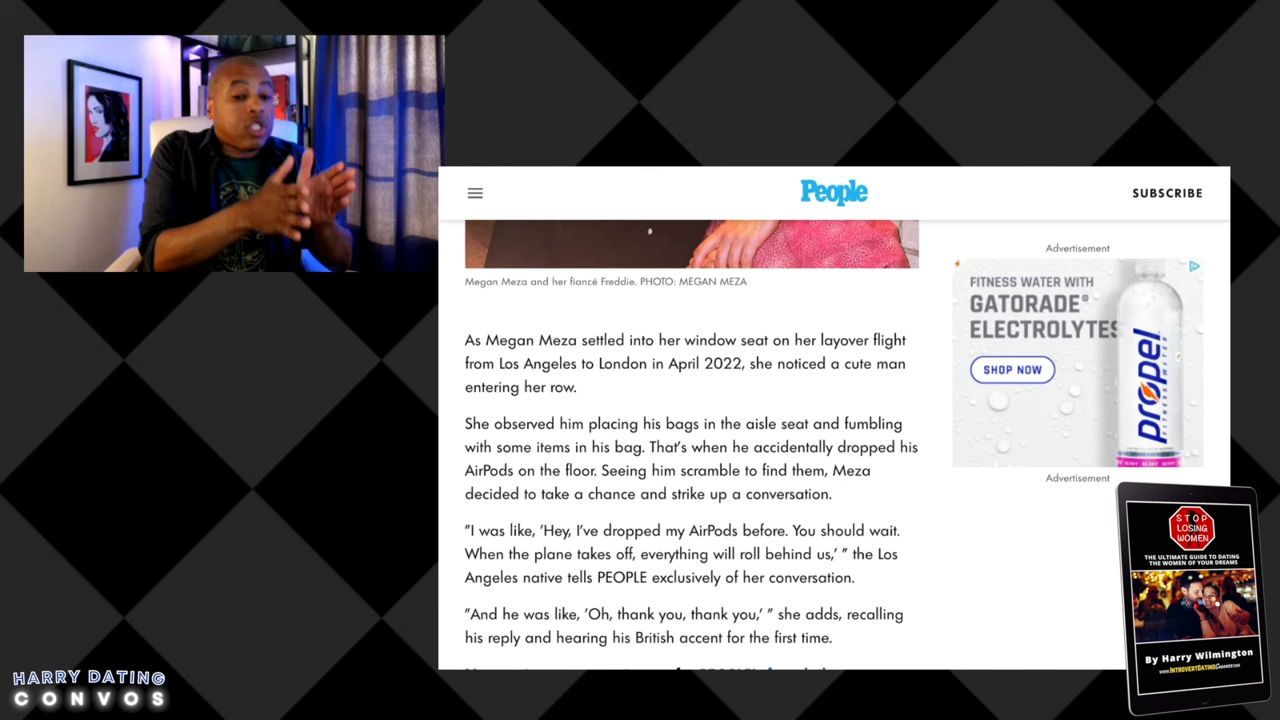 People
SUBSCRIBE
Megan Meza and her fiancé Freddie. PHOTO: MEGAN MEZA
As Megan Meza settled into her window seat on her layover flight
from Los Angeles to London in April 2022, she noticed a cute man
entering her row.
She observed him placing his bags in the aisle seat and fumbling
with some items in his bag. That's when he accidentally dropped his
AirPods on the floor. Seeing him scramble to find them, Meza
decided to take a chance and strike up a conversation.
"I was like, 'Hey, I've dropped my AirPods before. You should wait.
When the plane takes off, everything will roll behind us,' " the Los
Angeles native tells PEOPLE exclusively of her conversation.
"And he was like, 'Oh, thank you, thank you,' " she adds, recalling
his reply and hearing his British accent for the first time.
Advertisement
FITNESS WATER WITH
GATORADE®
ELECTROLYTES
SHOP NOW
propel
FITNESS WATER
Advertisement
STOP
LOSING
WOMEN
THE ULTIMATE GUIDE TO DATING
THE WOMEN OF YOUR DREAMS
By Harry Wilmington
HARRY DATING
CONVOS